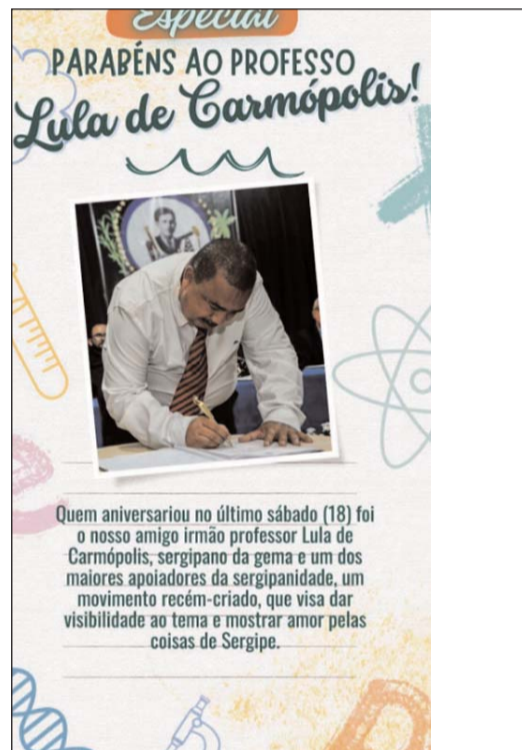 Especial
PARABÉNS AO PROFESSO
Lula de Carmópolis!
Quem aniversariou no último sábado (18) foi
o nosso amigo irmão professor Lula de
Carmópolis, sergipano da gema e um dos
maiores apoiadores da sergipanidade, um
movimento recém-criado, que visa dar
visibilidade ao tema e mostrar amor pelas
coisas de Sergipe.